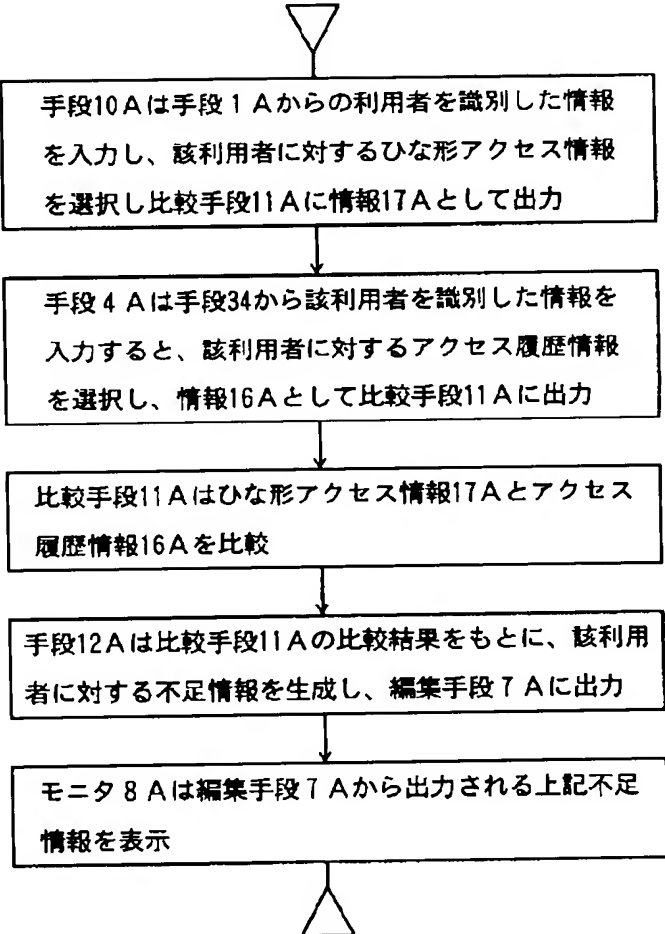 手段10Aは手段1Aからの利用者を識別した情報
を入力し、該利用者に対するひな形アクセス情報
を選択し比較手段11Aに情報17Aとして出力
手段4Aは手段34から該利用者を識別した情報を
入力すると、該利用者に対するアクセス履歴情報
を選択し、情報16Aとして比較手段11Aに出力
比較手段11Aはひな形アクセス情報17Aとアクセス
履歴情報16Aを比較
手段12Aは比較手段11Aの比較結果をもとに、該利用
者に対する不足情報を生成し、編集手段7Aに出力
モニタ8Aは編集手段7Aから出力される上記不足
情報を表示